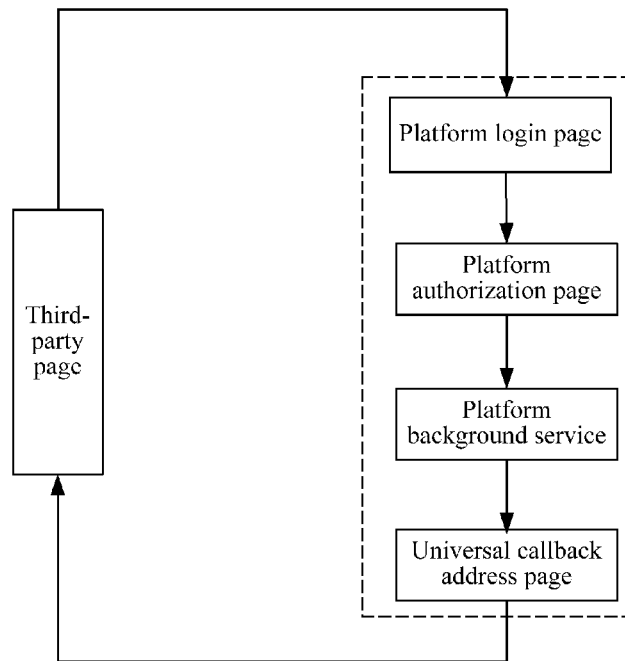 Platform login page
Platform
authorization page
Third-
party
page
Platform
background service
Universal callback
address page